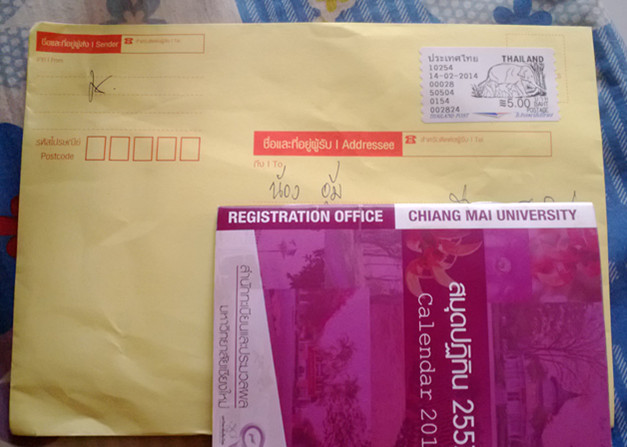 ชื่อและที่อยู่ผู้ส่ง | Sender
ประเทศไทย THAILAND
10254
14-02-2014
00028
50504
0154
002824
5.00 BAHT
POSTAGE
THAILAND POST
รหัสไปรษณีย์
Postcode
ชื่อและที่อยู่ผู้รับ | Addressee
ถึง | To
น้อง อุ้ม
REGISTRATION OFFICE CHIANG MAI UNIVERSITY
สำนักทะเบียนและประมวลผล
มหาวิทยาลัยเชียงใหม่
สมุดปฏิทิน 255
Calendar 201